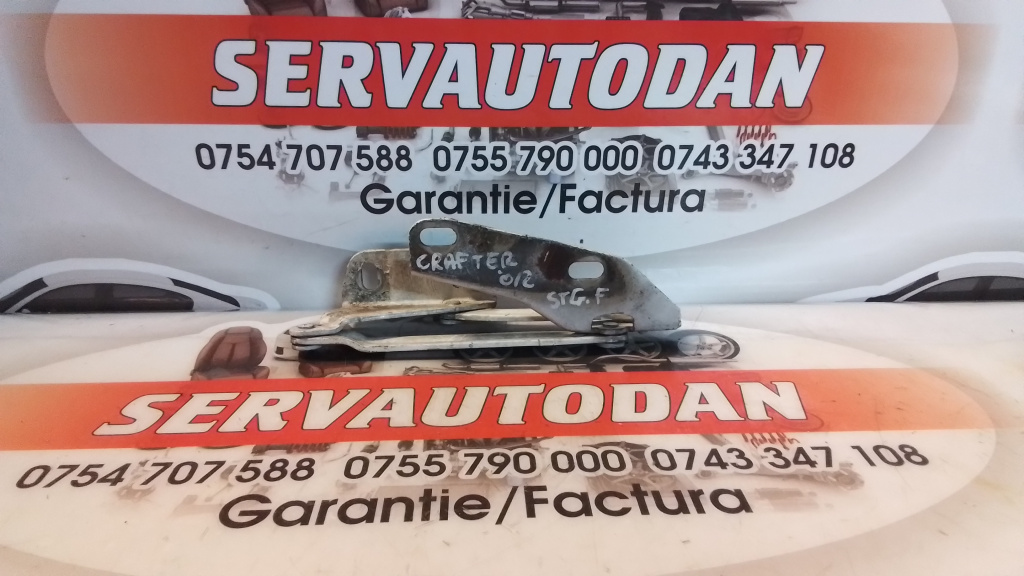 SERVAUTODAN
0754 707 588 0755 790 000 0743 347 108
Garantie/Factura
CRAFTER
012
STG.F
SERVAUTODAN
0754 707 588 0755 790 000 0743 347 108
Garantie/Factura